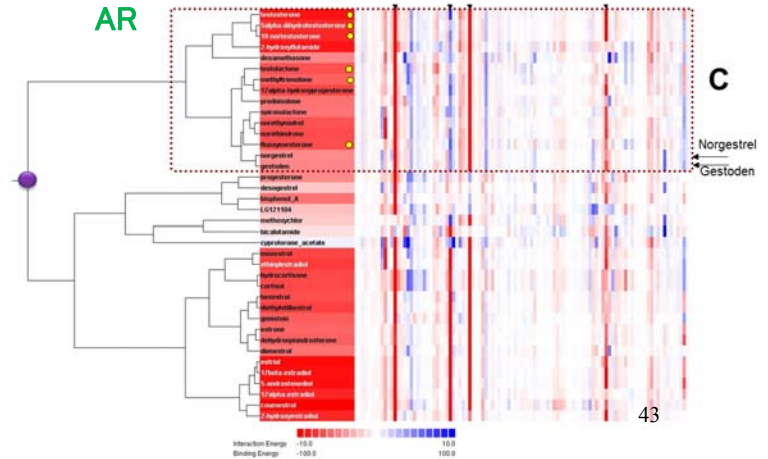 AR
testosterone
5alpha-dihydrotestosterone
19-nortestosterone
2-hydroxyflutamide
dexamethasone
testolactone
methyltrienolone
17alpha-hydroxyprogesterone
prednisolone
spironolactone
norethynodrel
norethindrone
fluoxymesterone
norgestrel
gestoden
C
Norgestrel
Gestoden
progesterone
desogestrel
bisphenol_A
LG121104
methoxychlor
bicalutamide
cyproterone_acetate
moxestrol
ethinylestradiol
hydrocortisone
cortisol
hexestrol
diethylstilbestrol
genistein
estrone
dehydroepiandrosterone
dienestrol
estriol
17beta-estradiol
5-androstenediol
17alpha-estradiol
coumestrol
2-hydroxyestradiol
43
Interaction Energy -10.0 10.0
Binding Energy -100.0 100.0